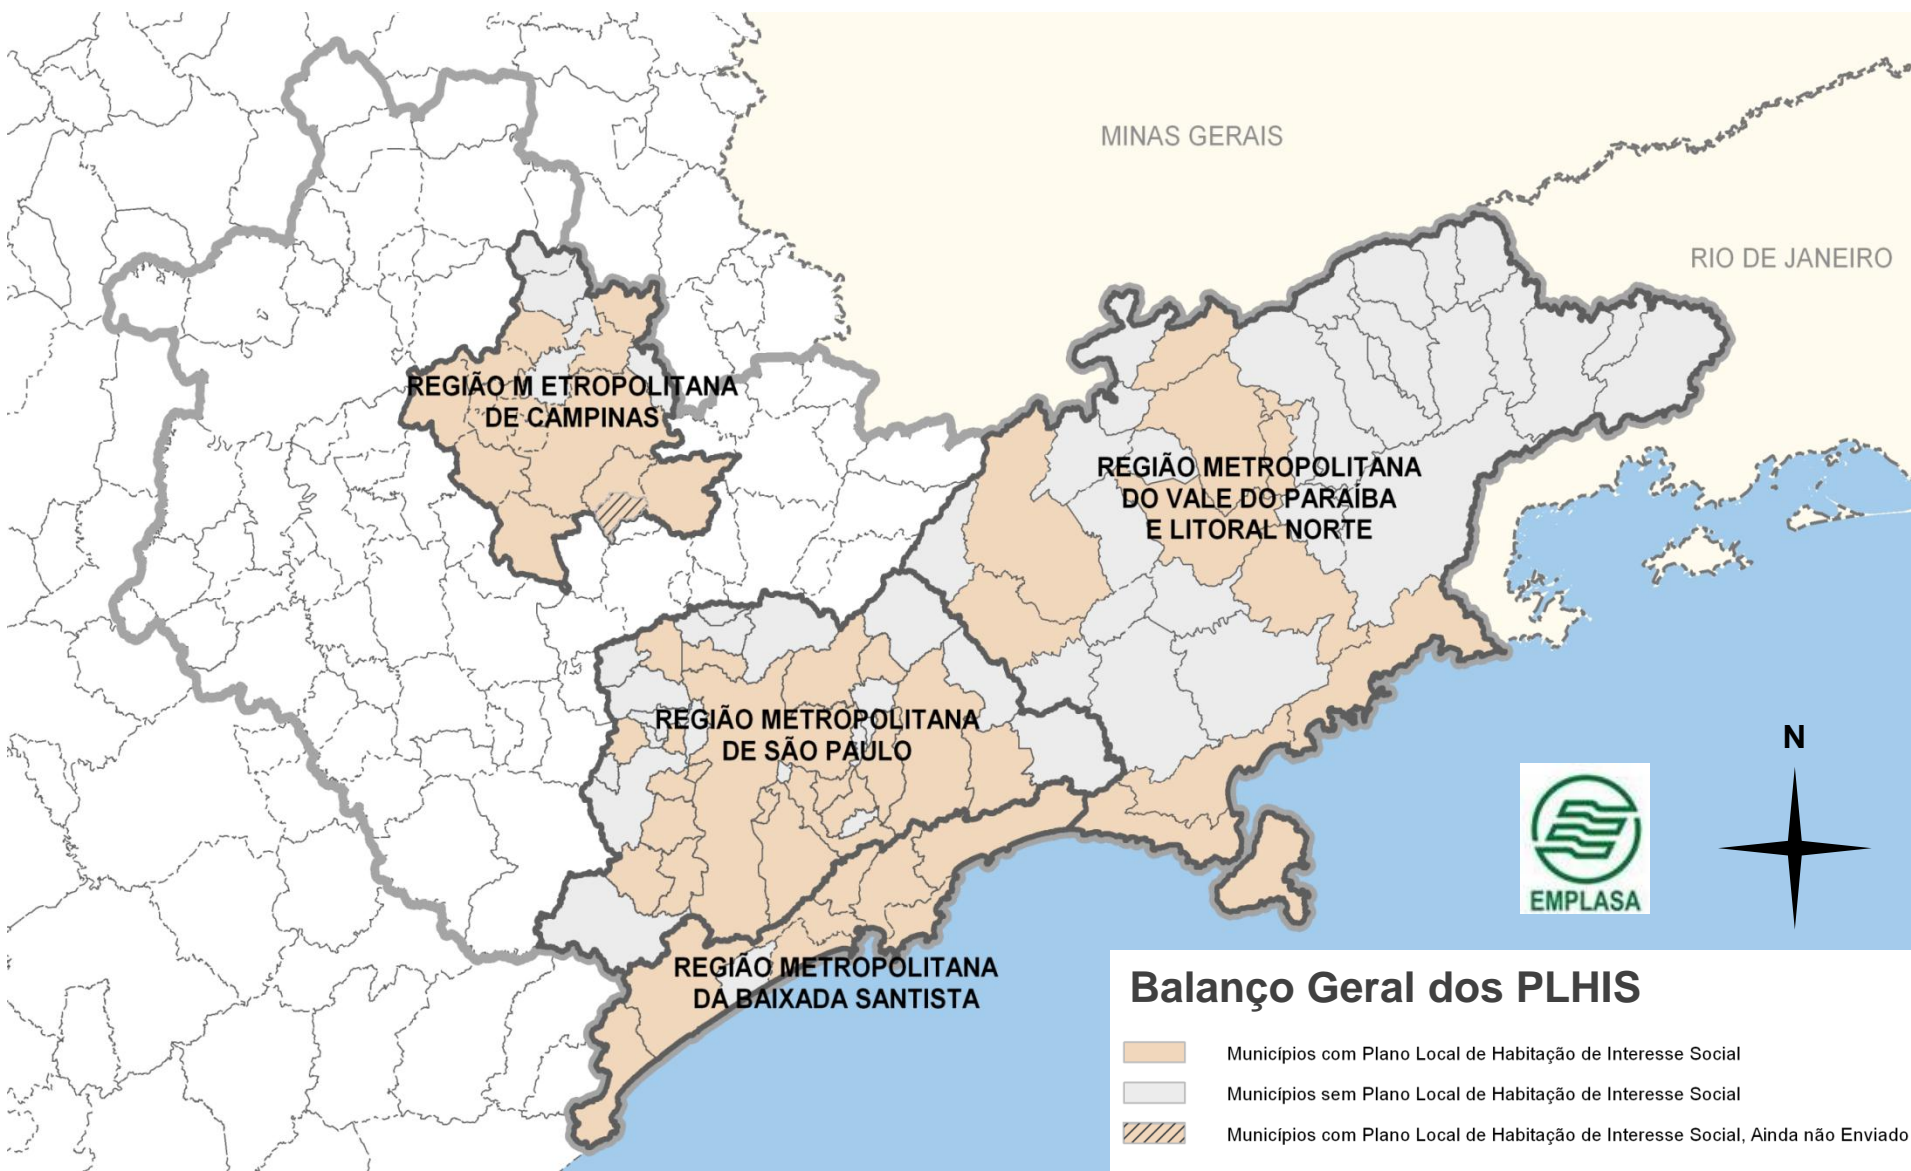 MINAS GERAIS
RIO DE JANEIRO
REGIÃO M ETROPOLITANA
DE CAMPINAS
REGIÃO METROPOLITANA
DO VALE DO PARAÍBA
E LITORAL NORTE
REGIÃO METROPOLITANA
DE SÃO PAULO
N
EMPLASA
REGIÃO METROPOLITANA
DA BAIXADA SANTISTA
Balanço Geral dos PLHIS
Municípios com Plano Local de Habitação de Interesse Social
Municípios sem Plano Local de Habitação de Interesse Social
Municípios com Plano Local de Habitação de Interesse Social, Ainda não Enviado